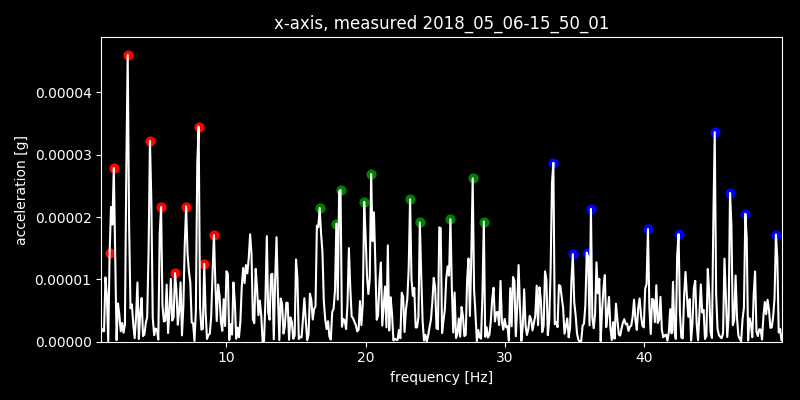 x-axis, measured 2018_05_06-15_50_01
acceleration [g]
0.00004
0.00003
0.00002
0.00001
0.00000
10 20 30 40
frequency [Hz]